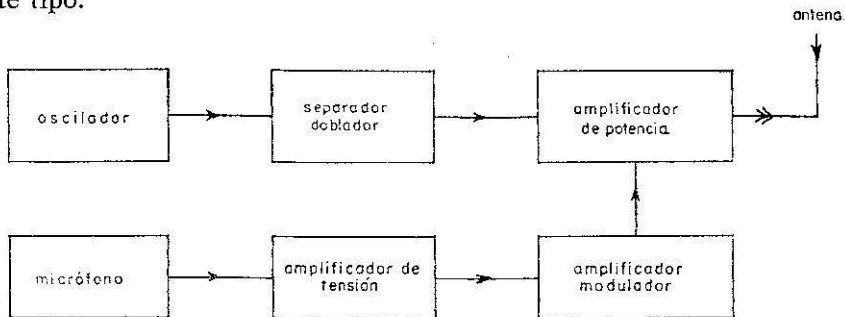 te tipo.
antena
oscilador
separador
doblador
amplificador
de potencia
micrófono
amplificador de
tensión
amplificador
modulador